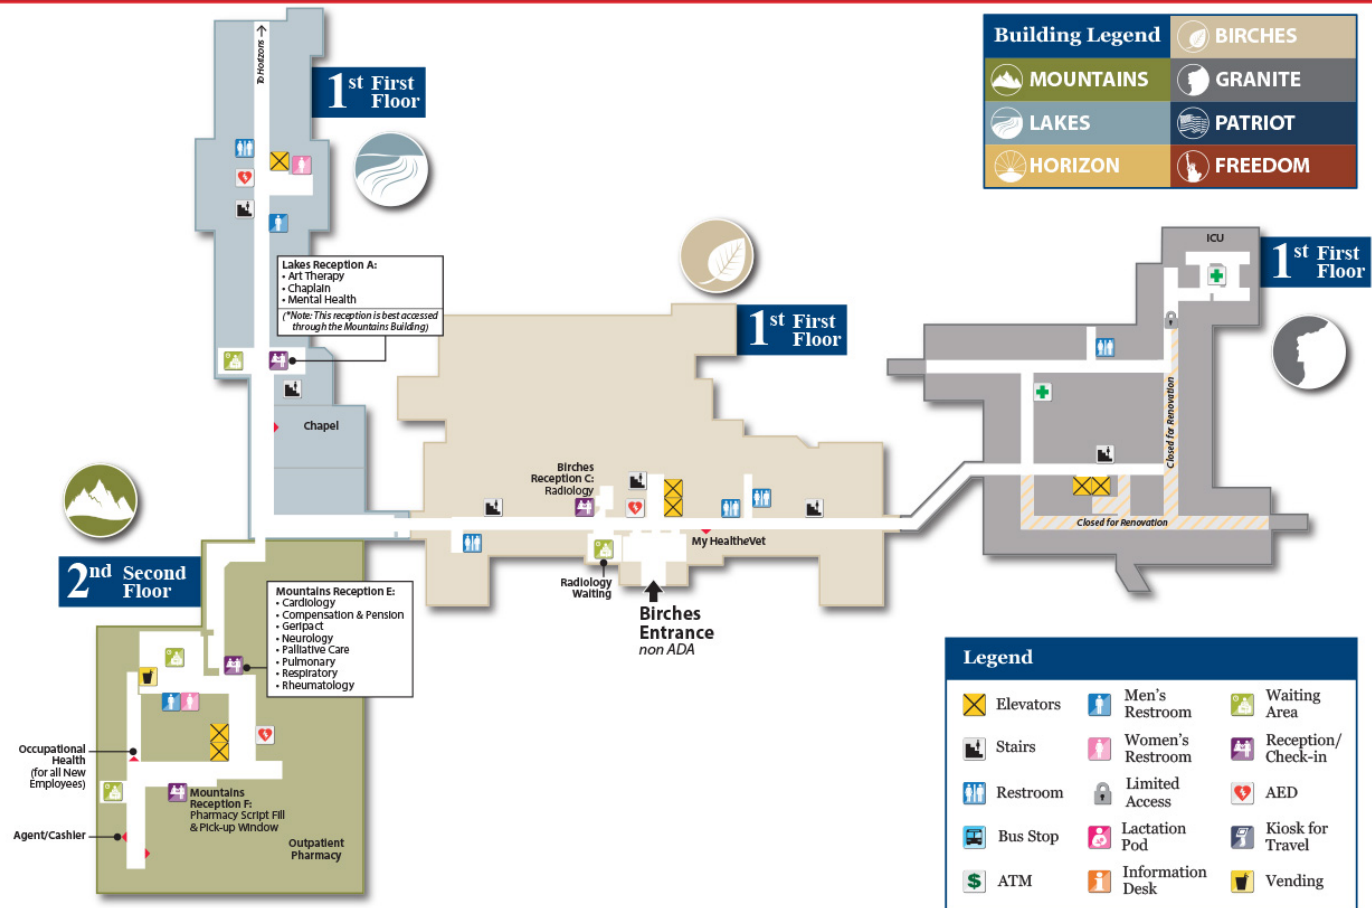 To Horizons
1st First
Floor
Building Legend
BIRCHES
MOUNTAINS
GRANITE
LAKES
PATRIOT
HORIZON
FREEDOM
Lakes Reception A:
• Art Therapy
• Chaplain
• Mental Health
(*Note: This reception is best accessed
through the Mountains Building)
Chapel
1st First
Floor
ICU
1st First
Floor
Closed for Renovation
Closed for Renovation
Birches
Reception C:
Radiology
My HealtheVet
Radiology
Waiting
Birches
Entrance
non ADA
2nd Second
Floor
Mountains Reception E:
• Cardiology
• Compensation & Pension
• Geripact
• Neurology
• Palliative Care
• Pulmonary
• Respiratory
• Rheumatology
Occupational
Health
(for all New
Employees)
Mountains
Reception F:
Pharmacy Script Fill
& Pick-up Window
Agent/Cashier
Outpatient
Pharmacy
Legend
Elevators
Men's
Restroom
Waiting
Area
Stairs
Women's
Restroom
Reception/
Check-in
Restroom
Limited
Access
AED
Bus Stop
Lactation
Pod
Kiosk for
Travel
$ ATM
Information
Desk
Vending